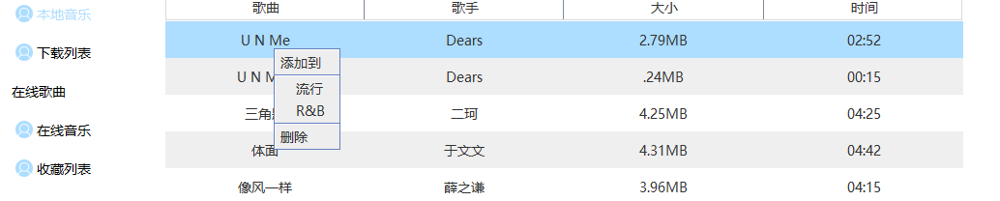 本地音乐
下载列表
在线歌曲
在线音乐
收藏列表
歌曲 歌手 大小 时间
U N Me Dears 2.79MB 02:52
U N M Dears .24MB 00:15
三角 二珂 4.25MB 04:25
体面 于文文 4.31MB 04:42
像风一样 薛之谦 3.96MB 04:15
添加到
流行
R&B
删除